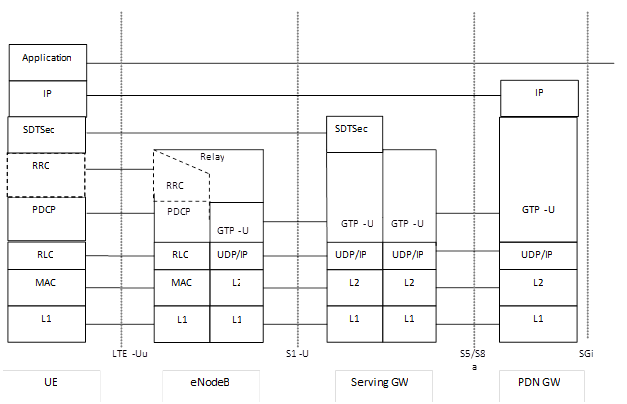 Application
IP
IP
SDTSec
SDTSec
RRC
Relay
RRC
PDCP
PDCP
GTP -U
GTP -U
GTP -U
GTP -U
RLC
RLC
UDP/IP
UDP/IP
UDP/IP
UDP/IP
MAC
MAC
L2
L2
L2
L2
L1
L1
L1
L1
L1
L1
LTE -Uu
S1 -U
S5/S8
a
SGi
UE
eNodeB
Serving GW
PDN GW